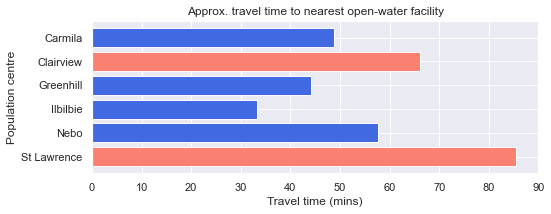 Approx. travel time to nearest open-water facility
Population centre
Carmila
Clairview
Greenhill
Ilbilbie
Nebo
St Lawrence
0 10 20 30 40 50 60 70 80 90
Travel time (mins)